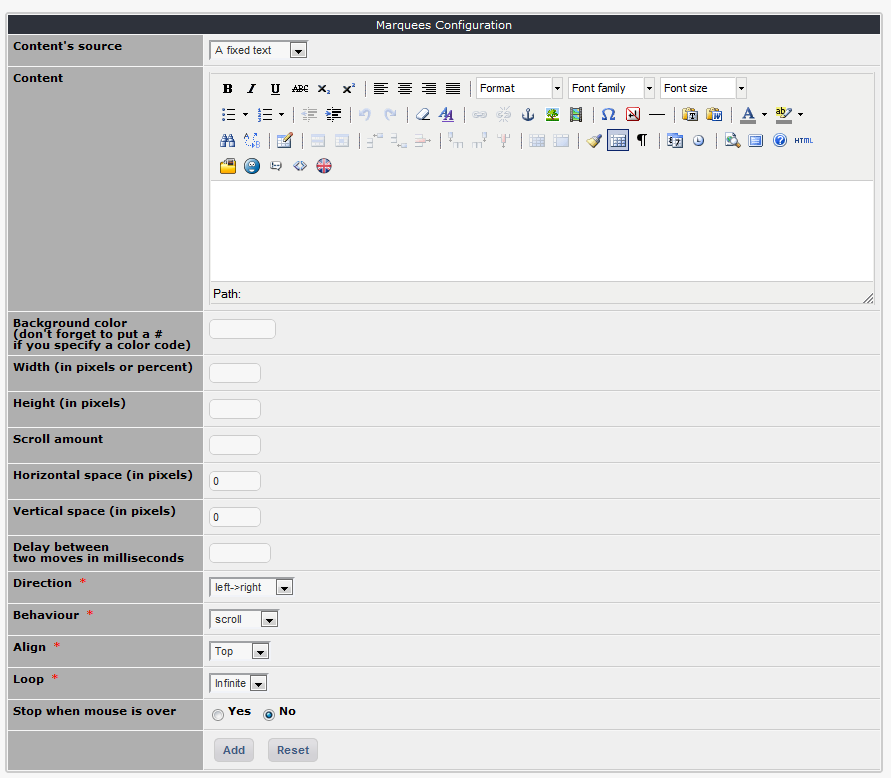 Marquees Configuration
Content's source
A fixed text
Content
B I U ABC x₂ x²
Format
Font family
Font size
HTML
Path:
Background color
(don't forget to put a #
if you specify a color code)
Width (in pixels or percent)
Height (in pixels)
Scroll amount
Horizontal space (in pixels)
0
Vertical space (in pixels)
0
Delay between
two moves in milliseconds
Direction *
left->right
Behaviour *
scroll
Align *
Top
Loop *
Infinite
Stop when mouse is over
Yes No
Add Reset